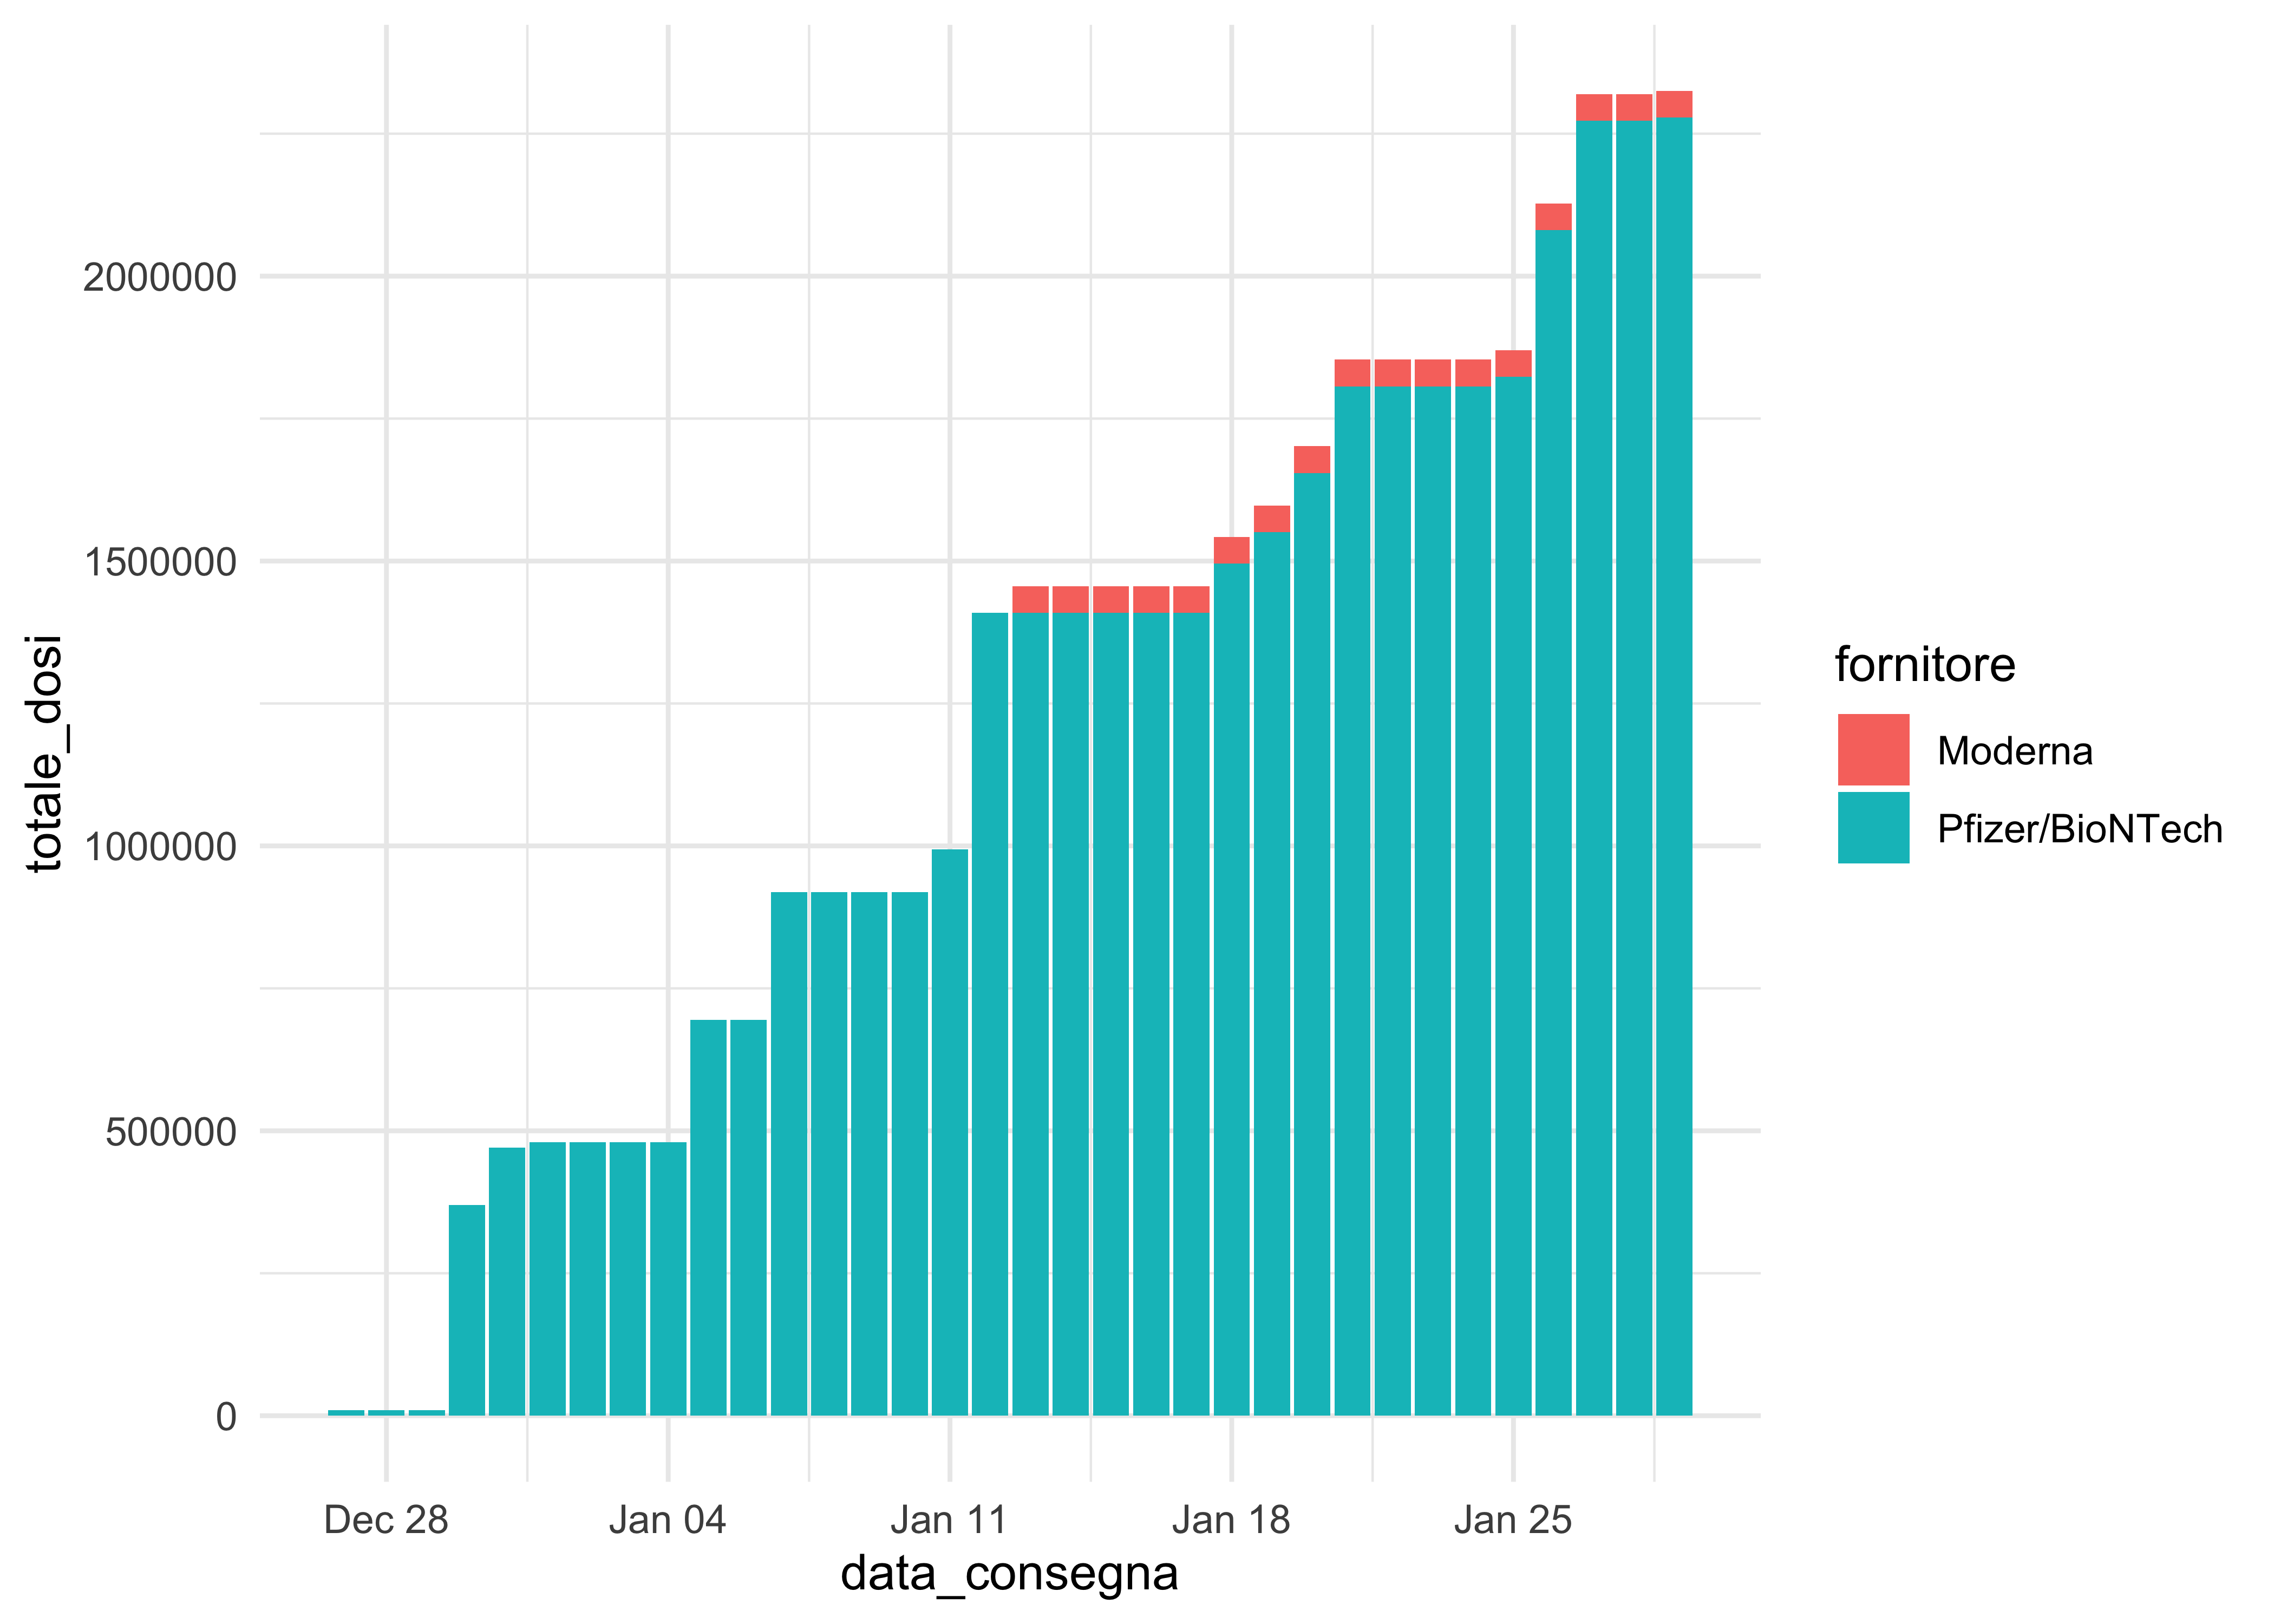 totale_dosi
2000000
1500000
1000000
500000
0
Dec 28
Jan 04
Jan 11
Jan 18
Jan 25
data_consegna
fornitore
Moderna
Pfizer/BioNTech